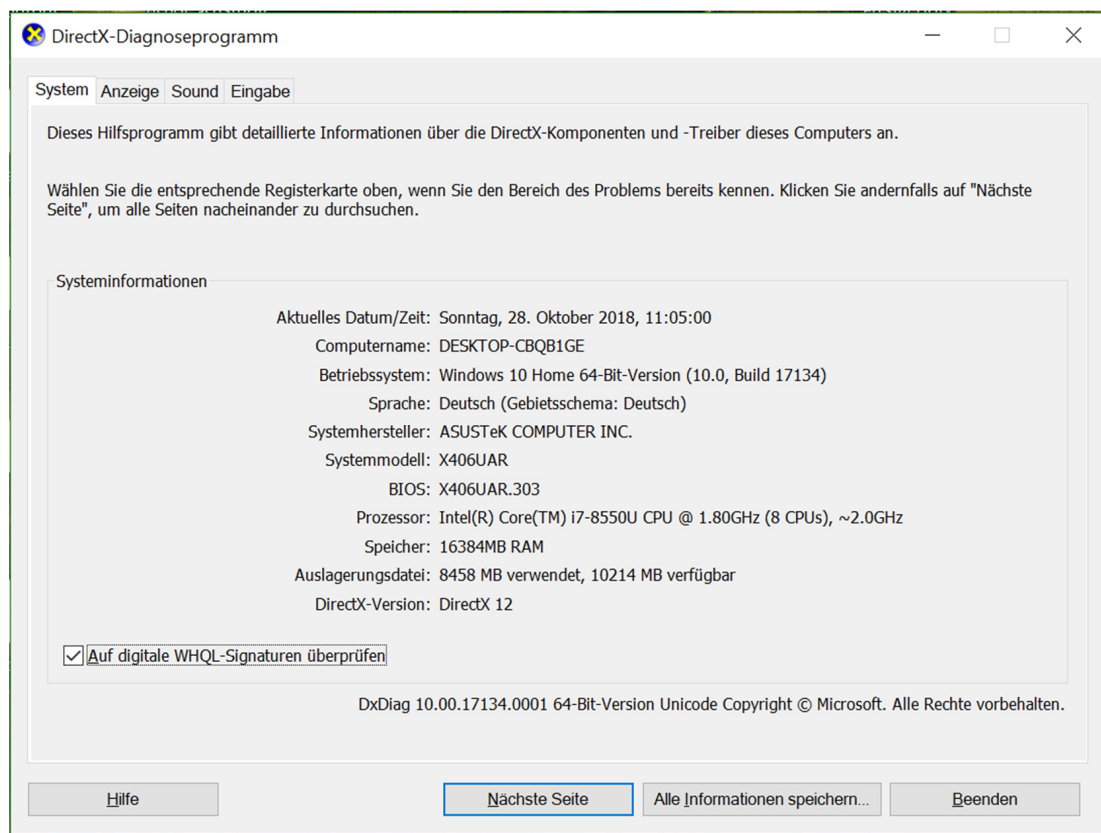 DirectX-Diagnoseprogramm
System Anzeige Sound Eingabe
Dieses Hilfsprogramm gibt detaillierte Informationen über die DirectX-Komponenten und -Treiber dieses Computers an.
Wählen Sie die entsprechende Registerkarte oben, wenn Sie den Bereich des Problems bereits kennen. Klicken Sie andernfalls auf "Nächste
Seite", um alle Seiten nacheinander zu durchsuchen.
Systeminformationen
Aktuelles Datum/Zeit: Sonntag, 28. Oktober 2018, 11:05:00
Computername: DESKTOP-CBQB1GE
Betriebssystem: Windows 10 Home 64-Bit-Version (10.0, Build 17134)
Sprache: Deutsch (Gebietsschema: Deutsch)
Systemhersteller: ASUSTeK COMPUTER INC.
Systemmodell: X406UAR
BIOS: X406UAR.303
Prozessor: Intel(R) Core(TM) i7-8550U CPU @ 1.80GHz (8 CPUs), ~2.0GHz
Speicher: 16384MB RAM
Auslagerungsdatei: 8458 MB verwendet, 10214 MB verfügbar
DirectX-Version: DirectX 12
Auf digitale WHQL-Signaturen überprüfen
DxDiag 10.00.17134.0001 64-Bit-Version Unicode Copyright © Microsoft. Alle Rechte vorbehalten.
Hilfe Nächste Seite Alle Informationen speichern... Beenden